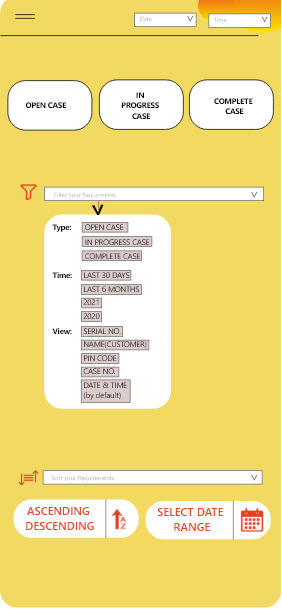 Date
Time
OPEN CASE
IN
PROGRESS
CASE
COMPLETE
CASE
Filter your Requirments
Type:
OPEN CASE
IN PROGRESS CASE
COMPLETE CASE
Time:
LAST 30 DAYS
LAST 6 MONTHS
2021
2020
View:
SERIAL NO.
NAME(CUSTOMER)
PIN CODE
CASE NO.
DATE & TIME
(by default)
Sort your Requirements
ASCENDING
DESCENDING
A
Z
SELECT DATE
RANGE